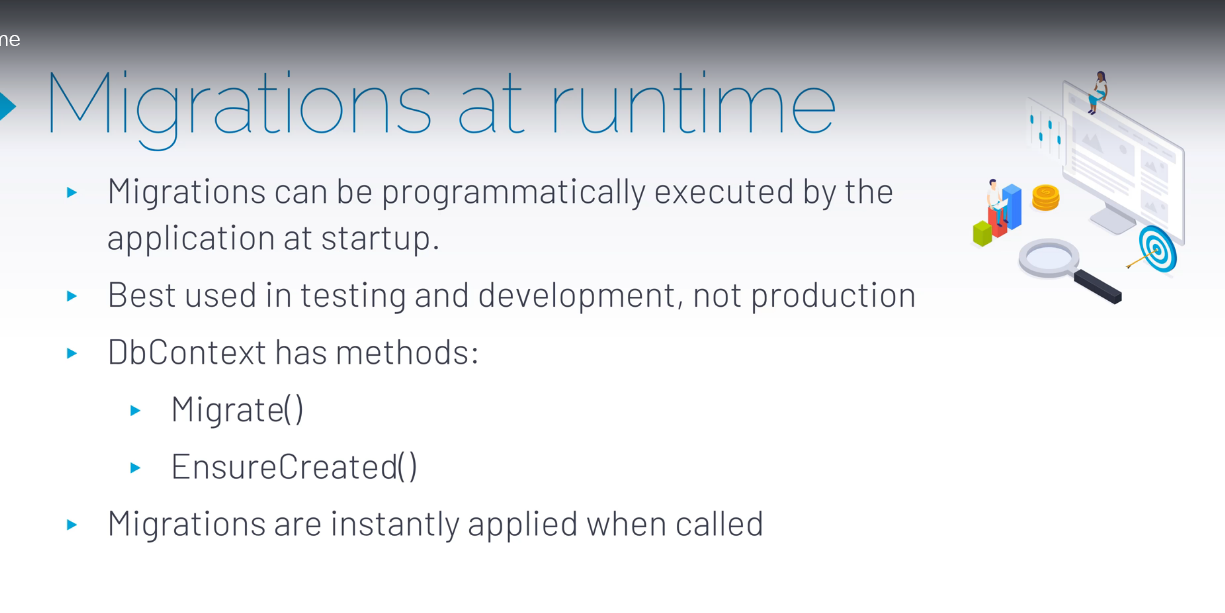 Migrations at runtime
Migrations can be programmatically executed by the
application at startup.
Best used in testing and development, not production
DbContext has methods:
Migrate()
EnsureCreated()
Migrations are instantly applied when called